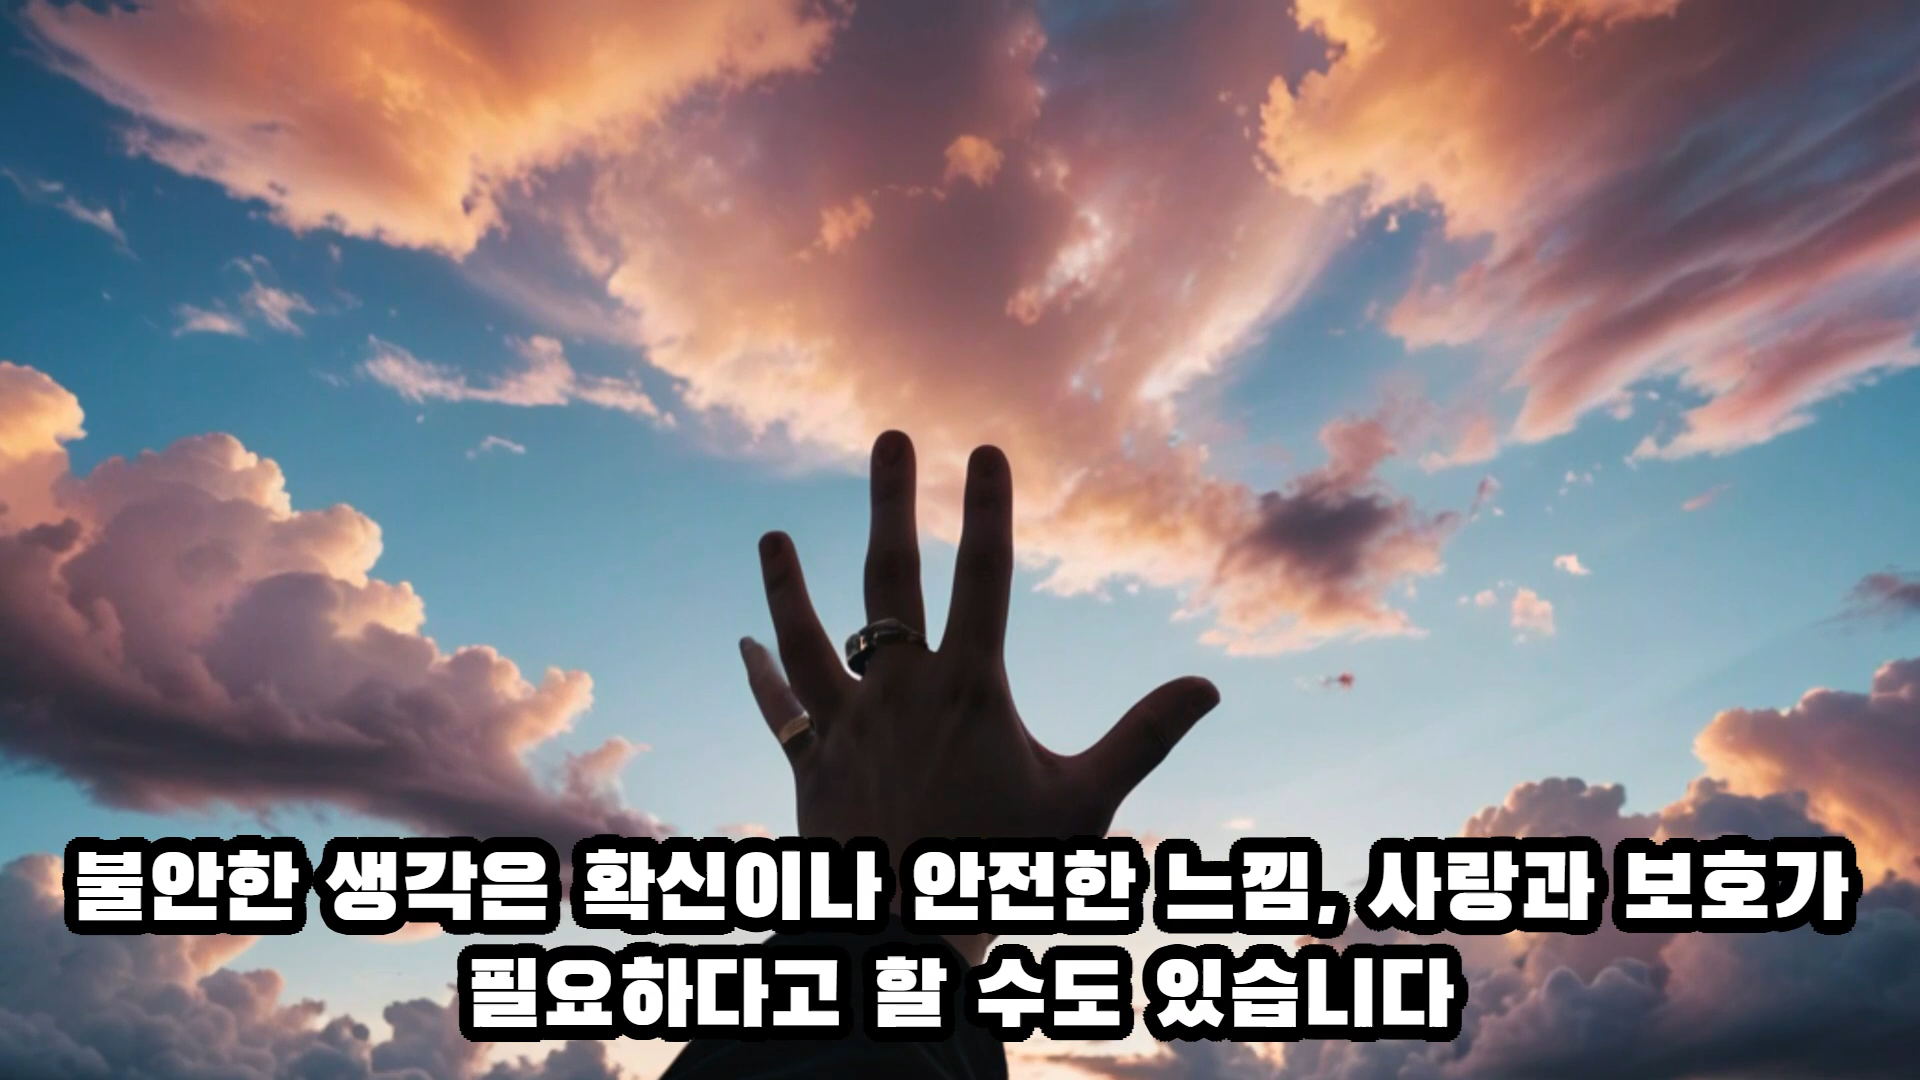 불안한 생각은 확신이나 안전한 느낌, 사랑과 보호가
필요하다고 할 수도 있습니다